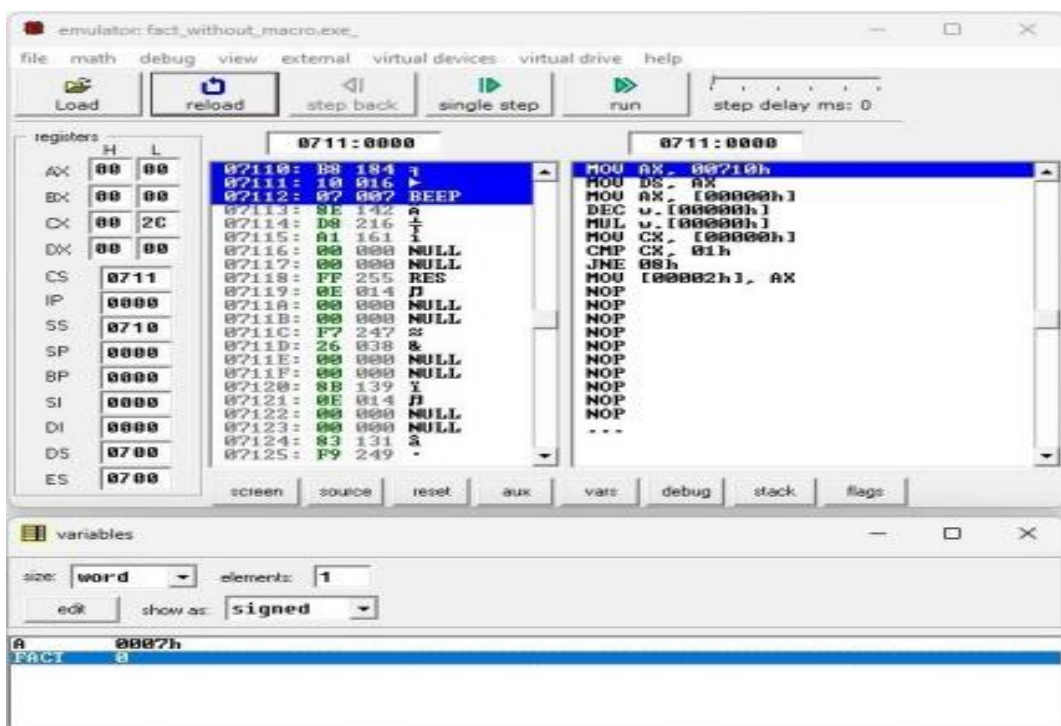 emulator: fact_without_macro.exe_
file math debug view external virtual devices virtual drive help
Load reload step back single step run step delay ms: 0
registers
H L
0711:0000 0711:0000
AX 00 00
BX 00 00
CX 00 2C
DX 00 00
CS 0711
IP 0000
SS 0710
SP 0000
BP 0000
SI 0000
DI 0000
DS 0700
ES 0700
07110: B8 184 ╕
07111: 10 016 ►
07112: 07 007 BEEP
07113: 8E 142 Ä
07114: D8 216 ╪
07115: A1 161 í
07116: 00 000 NULL
07117: 00 000 NULL
07118: FF 255 RES
07119: 0E 014 ♫
0711A: 00 000 NULL
0711B: 00 000 NULL
0711C: F7 247 ≈
0711D: 26 038 &
0711E: 00 000 NULL
0711F: 00 000 NULL
07120: 8B 139 ï
07121: 0E 014 ♫
07122: 00 000 NULL
07123: 00 000 NULL
07124: 83 131 â
07125: F9 249 ·
MOV AX, 00710h
MOV DS, AX
MOV AX, [00000h]
DEC w.[00000h]
MUL w.[00000h]
MOV CX, [00000h]
CMP CX, 01h
JNE 08h
MOV [00002h], AX
NOP
NOP
NOP
NOP
NOP
NOP
NOP
NOP
...
screen source reset aux vars debug stack flags
variables
size: word elements: 1
edit show as: signed
A 0007h
FACT 0